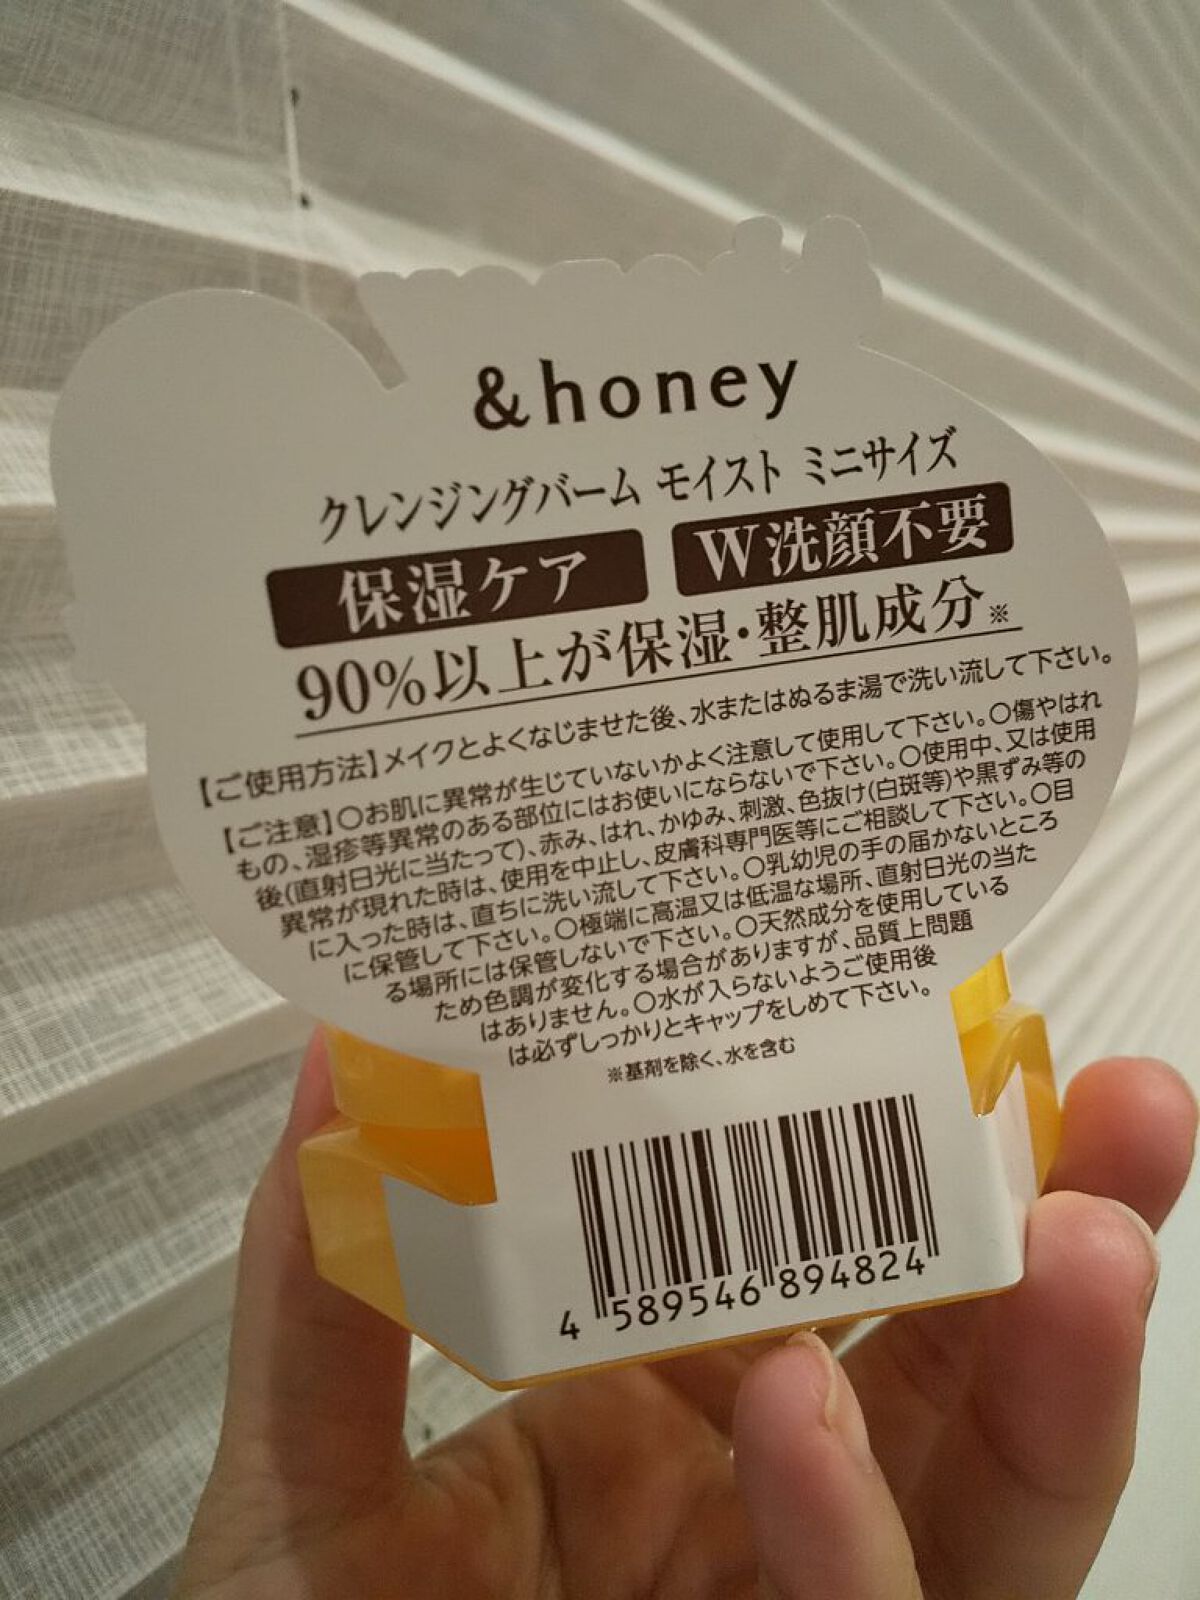 &honey
クレンジングバーム モイスト ミニサイズ
保湿ケア W洗顔不要
90%以上が保湿・整肌成分※
【ご使用方法】メイクとよくなじませた後、水またはぬるま湯で洗い流して下さい。
【ご注意】〇お肌に異常が生じていないかよく注意して使用して下さい。〇傷やはれ
もの、湿疹等異常のある部位にはお使いにならないで下さい。〇使用中、又は使用
後(直射日光に当たって)、赤み、はれ、かゆみ、刺激、色抜け(白斑等)や黒ずみ等の
異常が現れた時は、使用を中止し、皮膚科専門医等にご相談して下さい。〇目
に入った時は、直ちに洗い流して下さい。〇乳幼児の手の届かないところ
に保管して下さい。〇極端に高温又は低温な場所、直射日光の当た
る場所には保管しないで下さい。〇天然成分を使用している
ため色調が変化する場合がありますが、品質上問題
はありません。〇水が入らないようご使用後
は必ずしっかりとキャップをしめて下さい。
※基剤を除く、水を含む
4 589546 894824